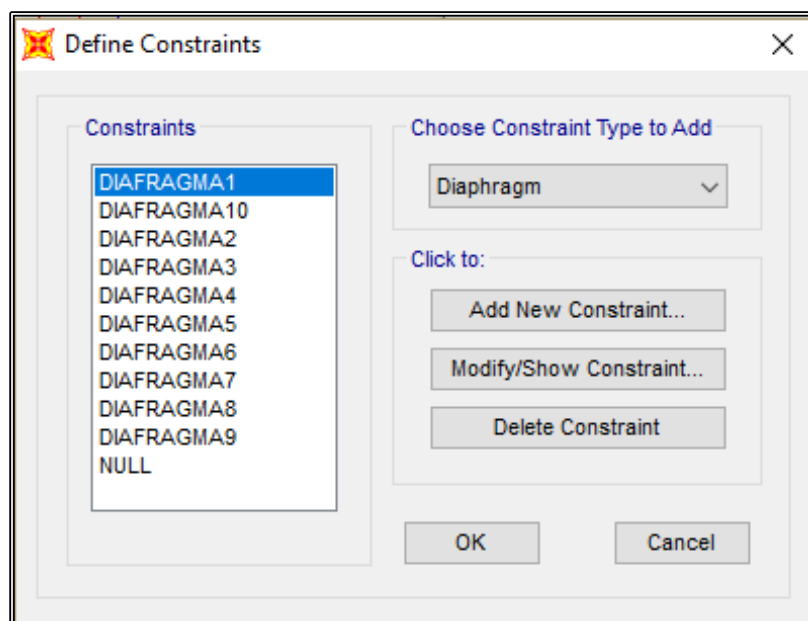 Define Constraints
Constraints
DIAFRAGMA1
DIAFRAGMA10
DIAFRAGMA2
DIAFRAGMA3
DIAFRAGMA4
DIAFRAGMA5
DIAFRAGMA6
DIAFRAGMA7
DIAFRAGMA8
DIAFRAGMA9
NULL
Choose Constraint Type to Add
Diaphragm
Click to:
Add New Constraint...
Modify/Show Constraint...
Delete Constraint
OK
Cancel